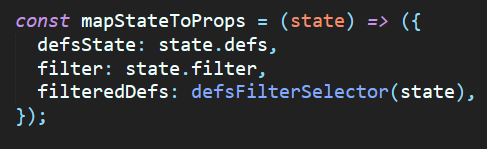 const mapStateToProps = (state) => ({
  defsState: state.defs,
  filter: state.filter,
  filteredDefs: defsFilterSelector(state),
});